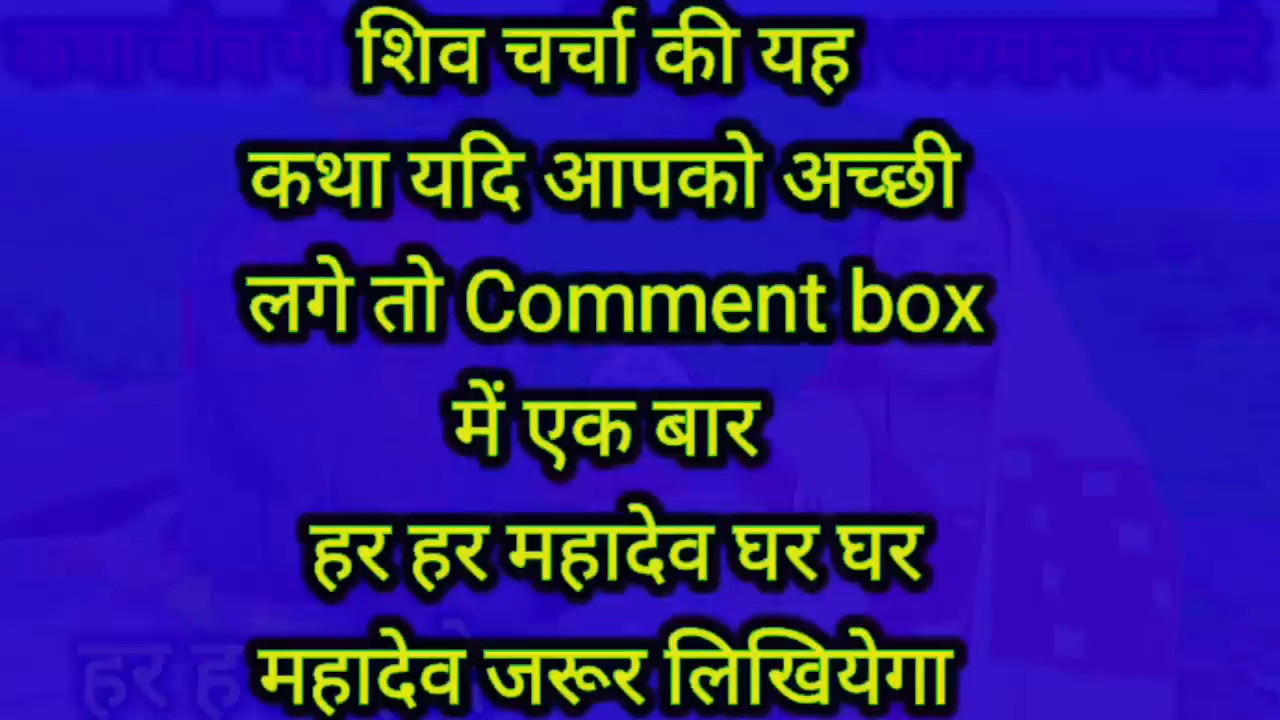 शिव चर्चा की यह
कथा यदि आपको अच्छी
लगे तो Comment box
में एक बार
हर हर महादेव घर घर
महादेव जरूर लिखियेगा